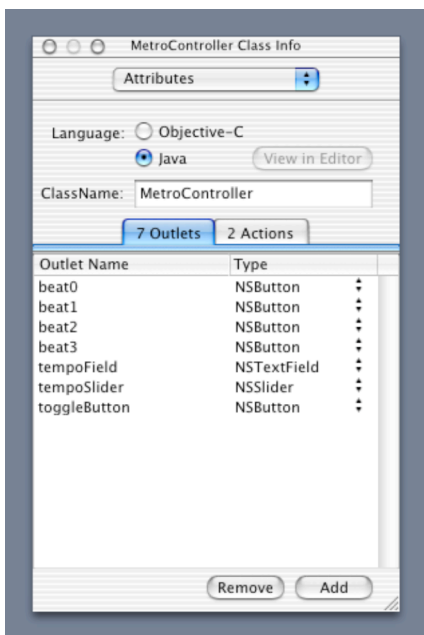 MetroController Class Info
Attributes
Language: Objective-C
Java View in Editor
ClassName: MetroController
7 Outlets 2 Actions
Outlet Name Type
beat0 NSButton
beat1 NSButton
beat2 NSButton
beat3 NSButton
tempoField NSTextField
tempoSlider NSSlider
toggleButton NSButton
Remove Add